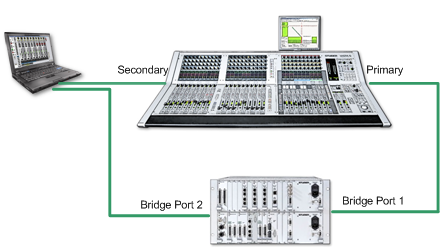 Secondary
Primary
Bridge Port 2
Bridge Port 1